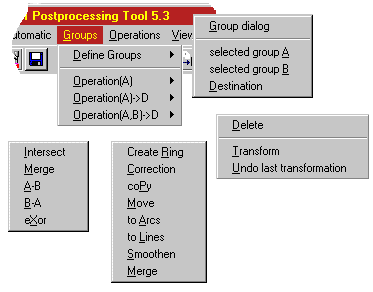 Postprocessing Tool 5.3
Groups Operations View
Define Groups
Operation(A)
Operation(A)->D
Operation(A,B)->D
Group dialog
selected group A
selected group B
Destination
Delete
Transform
Undo last transformation
Intersect
Merge
A-B
B-A
eXor
Create Ring
Correction
coPy
Move
to Arcs
to Lines
Smoothen
Merge